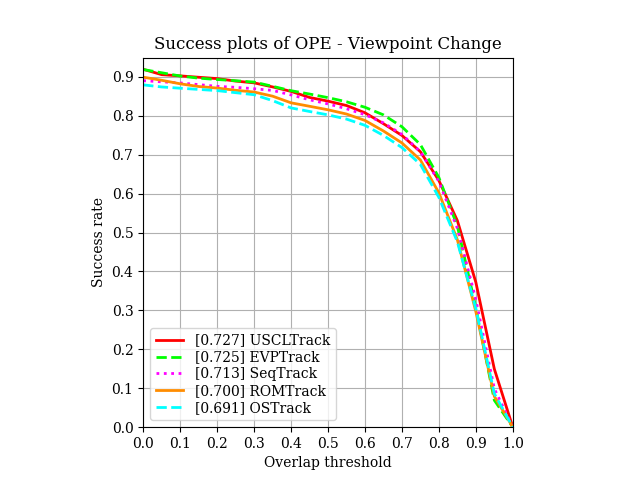 Success plots of OPE - Viewpoint Change
Success rate
0.9
0.8
0.7
0.6
0.5
0.4
0.3
0.2
0.1
0.0
[0.727] USCLTrack
[0.725] EVPTrack
[0.713] SeqTrack
[0.700] ROMTrack
[0.691] OSTrack
0.0 0.1 0.2 0.3 0.4 0.5 0.6 0.7 0.8 0.9 1.0
Overlap threshold